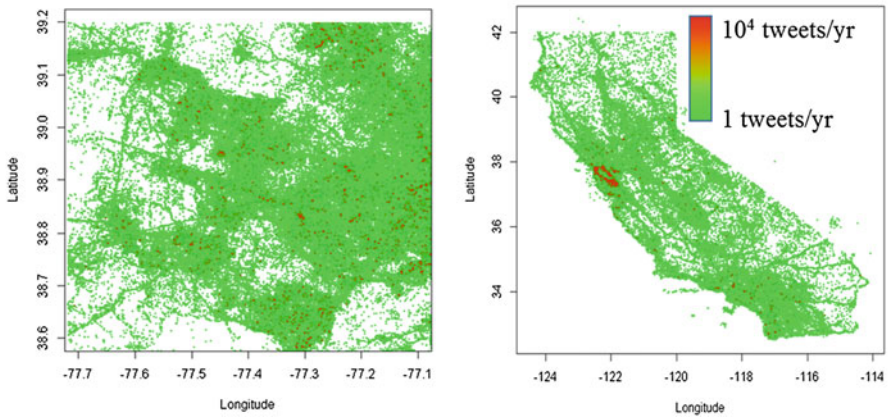 39.2
39.1
39.0
38.9
38.8
38.7
38.6
Latitude
-77.7 -77.6 -77.5 -77.4 -77.3 -77.2 -77.1
Longitude
42
40
38
36
34
Latitude
10⁴ tweets/yr
1 tweets/yr
-124 -122 -120 -118 -116 -114
Longitude